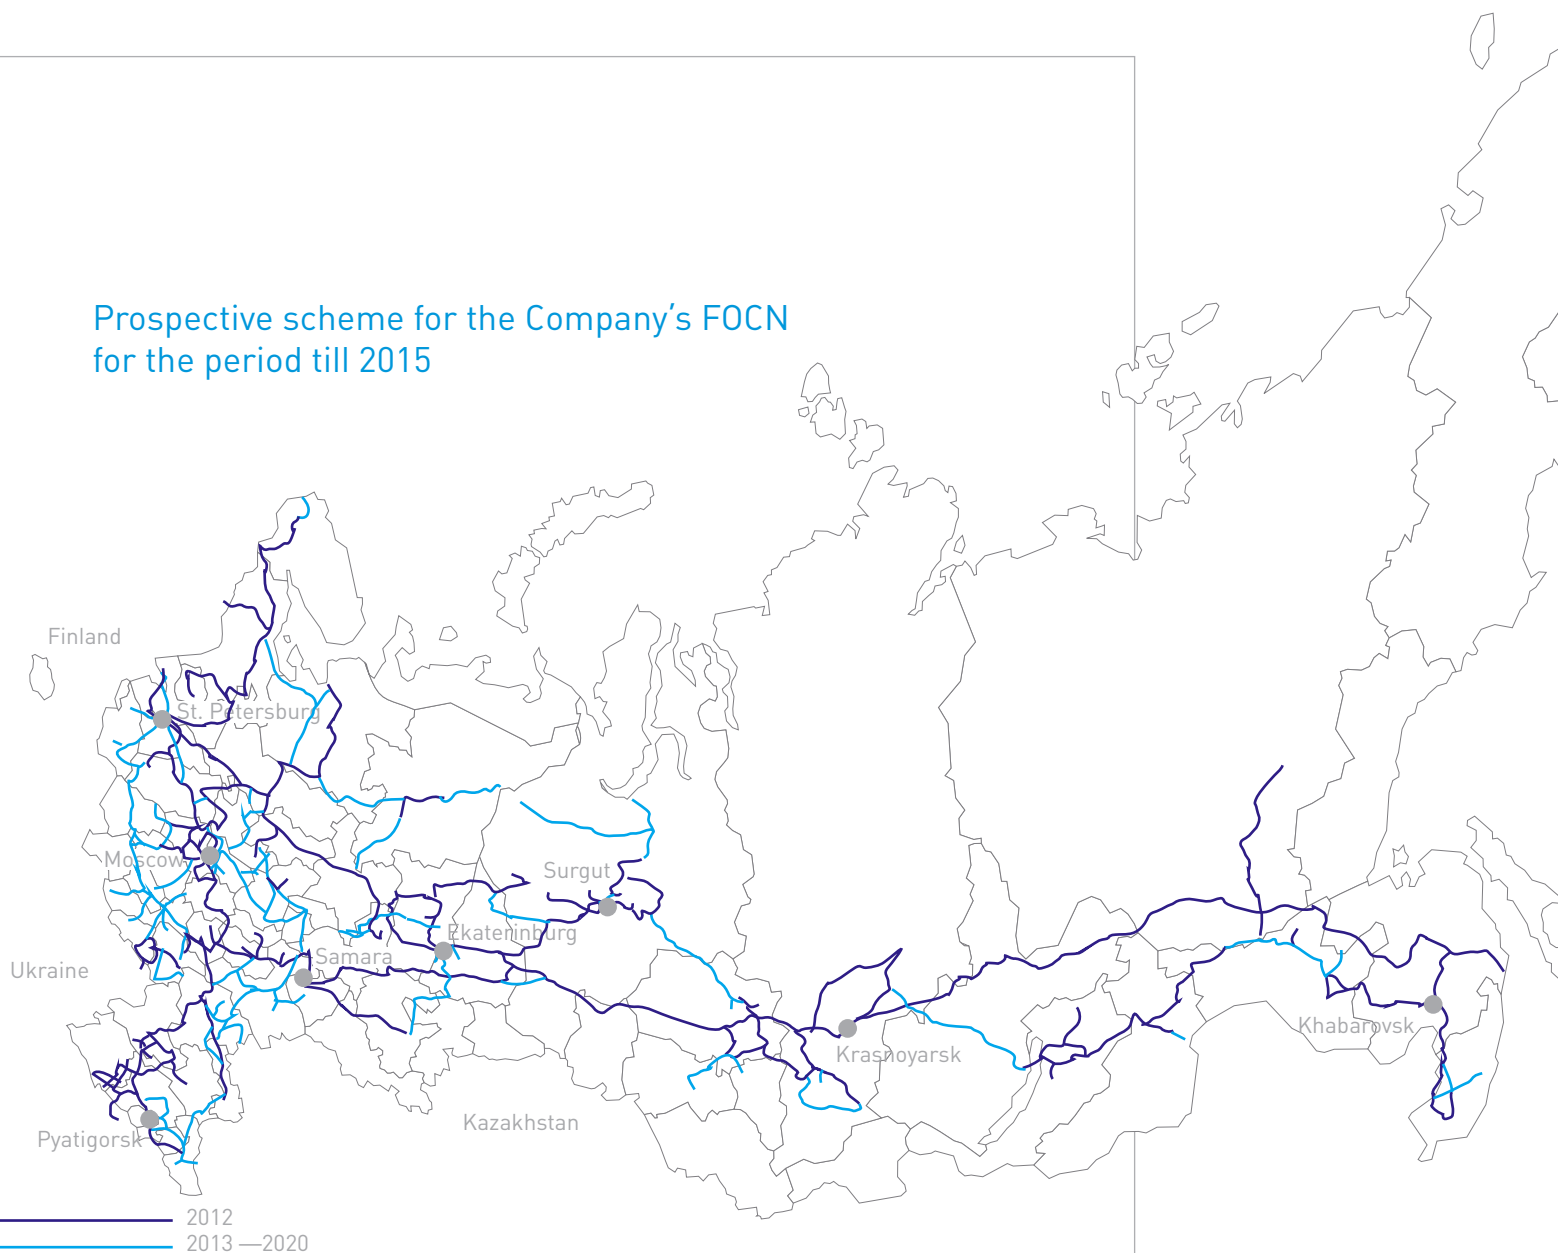 Prospective scheme for the Company’s FOCN
for the period till 2015
Finland
St. Petersburg
Moscow
Surgut
Ekaterinburg
Samara
Ukraine
Khabarovsk
Krasnoyarsk
Kazakhstan
Pyatigorsk
2012
2013 —2020